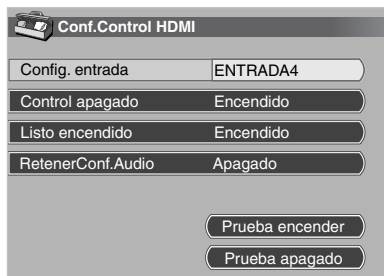 Conf.Control HDMI
Config. entrada ENTRADA4
Control apagado Encendido
Listo encendido Encendido
RetenerConf.Audio Apagado
Prueba encender
Prueba apagado